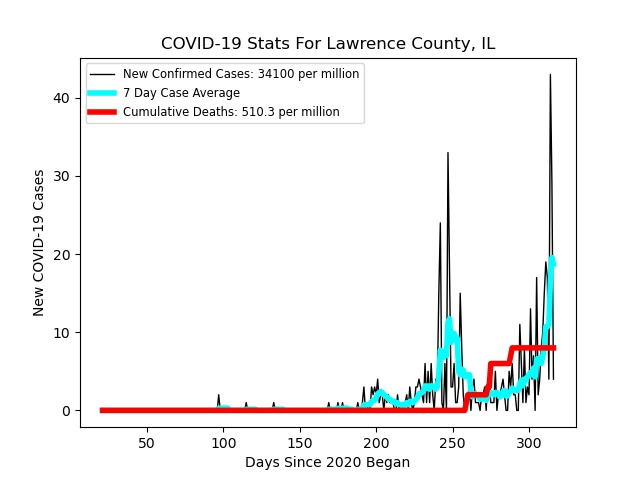 COVID-19 Stats For Lawrence County, IL
New Confirmed Cases: 34100 per million
7 Day Case Average
Cumulative Deaths: 510.3 per million
New COVID-19 Cases
40
30
20
10
0
50 100 150 200 250 300
Days Since 2020 Began